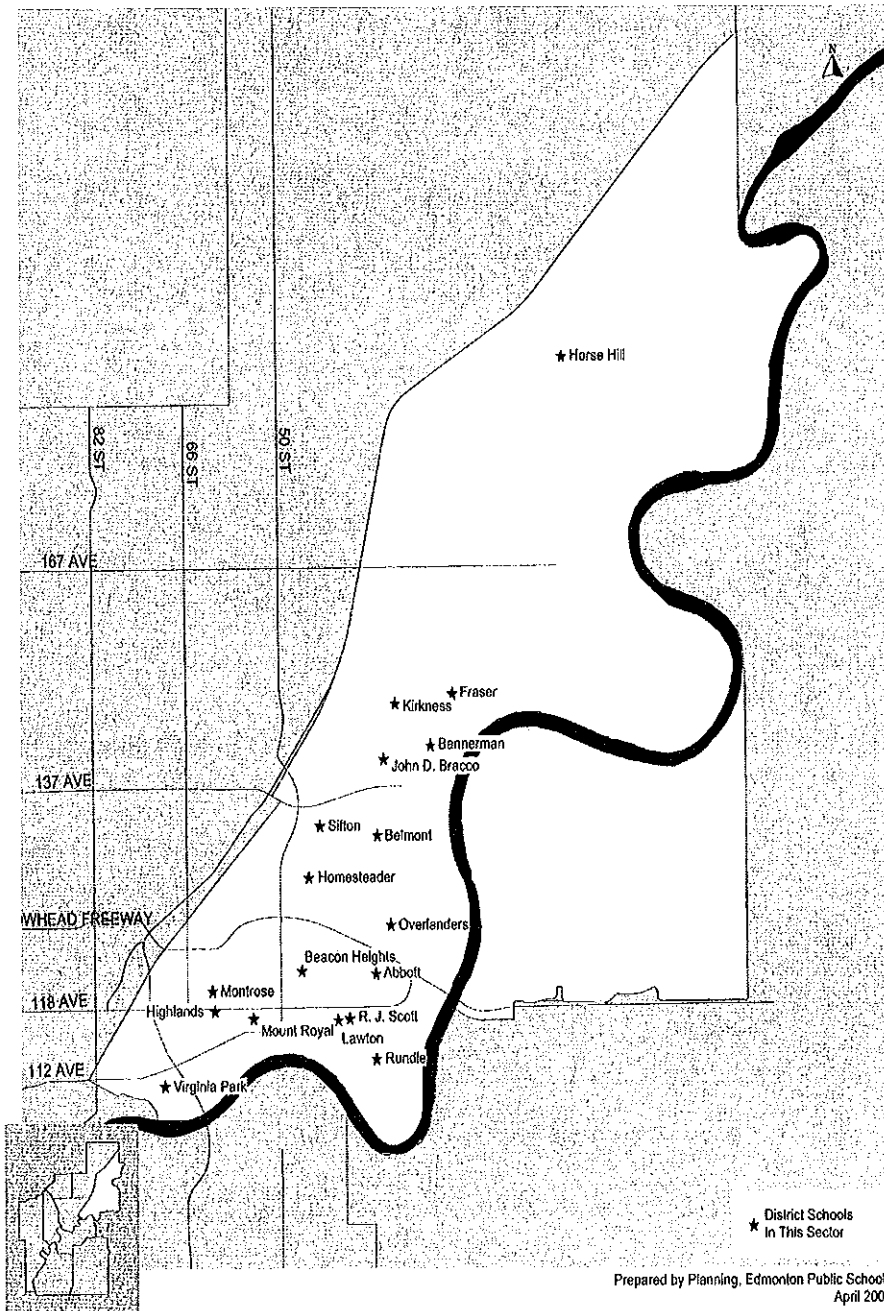 N
Horse Hill
82 ST
66 ST
50 ST
167 AVE
Fraser
Kirkness
Bannerman
John D. Bracco
137 AVE
Sifton
Belmont
Homesteader
WHEAD FREEWAY
Overlanders
Beacon Heights
Abbott
Montrose
118 AVE
Highlands
Mount Royal
R. J. Scott
Lawton
Rundle
112 AVE
Virginia Park
District Schools
In This Sector
Prepared by Planning, Edmonton Public School
April 200